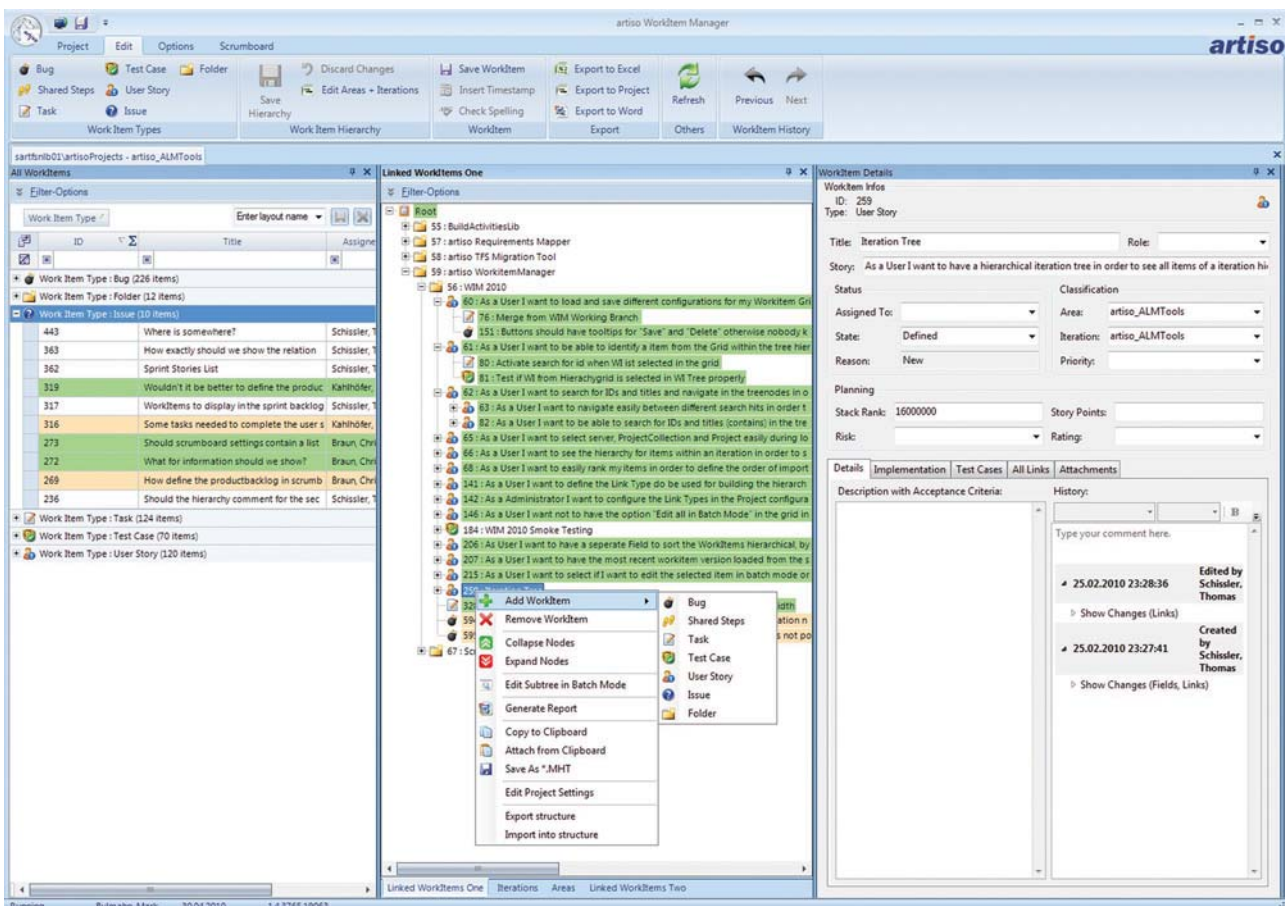 artiso WorkItem Manager
Project Edit Options Scrumboard
artiso
Bug Test Case Folder
Shared Steps User Story
Task Issue
Work Item Types
Save Hierarchy
Discard Changes
Edit Areas + Iterations
Work Item Hierarchy
Save WorkItem
Insert Timestamp
Check Spelling
WorkItem
Export to Excel
Export to Project
Export to Word
Export
Refresh
Others
Previous Next
WorkItem History
sartfsnlb01\artisoProjects - artiso_ALMTools
All WorkItems
Filter-Options
Work Item Type
Enter layout name
ID Σ Title Assigne
Work Item Type : Bug (226 items)
Work Item Type : Folder (12 items)
Work Item Type : Issue (10 items)
443 Where is somewhere? Schissler, T
363 How exactly should we show the relation Schissler, T
362 Sprint Stories List Schissler, T
319 Wouldn't it be better to define the produc Kahlhöfer,
317 WorkItems to display in the sprint backlog Schissler, T
316 Some tasks needed to complete the user s Kahlhöfer,
273 Should scrumboard settings contain a list Braun, Chri
272 What for information should we show? Braun, Chri
269 How define the productbacklog in scrumb Braun, Chri
236 Should the hierarchy comment for the sec Schissler, T
Work Item Type : Task (124 items)
Work Item Type : Test Case (70 items)
Work Item Type : User Story (120 items)
Linked WorkItems One
Filter-Options
Root
55 : BuildActivitiesLib
57 : artiso Requirements Mapper
58 : artiso TFS Migration Tool
59 : artiso WorkitemManager
56 : WIM 2010
60 : As a User I want to load and save different configurations for my Workitem Gri
76 : Merge from WIM Working Branch
151 : Buttons should have tooltips for "Save" and "Delete" otherwise nobody k
61 : As a User I want to be able to identify a item from the Grid within the tree hier
80 : Activate search for id when WI ist selected in the grid
81 : Test if WI from Hierachygrid is selected in WI Tree properly
62 : As a User I want to search for IDs and titles and navigate in the treenodes in o
63 : As a User I want to navigate easily between different search hits in order t
82 : As a User I want to be able to search for IDs and titles (contains) in the tre
65 : As a User I want to select server, ProjectCollection and Project easily during lo
66 : As a User I want to see the hierarchy for items within an iteration in order to s
68 : As a User I want to easily rank my items in order to define the order of import
141 : As a User I want to define the Link Type do be used for building the hierarch
142 : As a Administrator I want to configure the Link Types in the Project configura
146 : As a User I want not to have the option "Edit all in Batch Mode" in the grid in
184 : WIM 2010 Smoke Testing
206 : As User I want to have a seperate Field to sort the WorkItems hierarchical, by
207 : As a User I want to have the most recent workitem version loaded from the s
215 : As a User I want to select if I want to edit the selected item in batch mode or
width
ation n
s not po
67 : Sc
Add WorkItem
Remove WorkItem
Collapse Nodes
Expand Nodes
Edit Subtree in Batch Mode
Generate Report
Copy to Clipboard
Attach from Clipboard
Save As *.MHT
Edit Project Settings
Export structure
Import into structure
Bug
Shared Steps
Task
Test Case
User Story
Issue
Folder
Linked WorkItems One Iterations Areas Linked WorkItems Two
WorkItem Details
WorkItem Infos
ID: 259
Type: User Story
Title: Iteration Tree Role:
Story: As a User I want to have a hierarchical iteration tree in order to see all items of a iteration hi
Status Classification
Assigned To: Area: artiso_ALMTools
State: Defined Iteration: artiso_ALMTools
Reason: New Priority:
Planning
Stack Rank: 16000000 Story Points:
Risk: Rating:
Details Implementation Test Cases All Links Attachments
Description with Acceptance Criteria: History:
B
Type your comment here.
25.02.2010 23:28:36 Edited by Schissler, Thomas
Show Changes (Links)
25.02.2010 23:27:41 Created by Schissler, Thomas
Show Changes (Fields, Links)